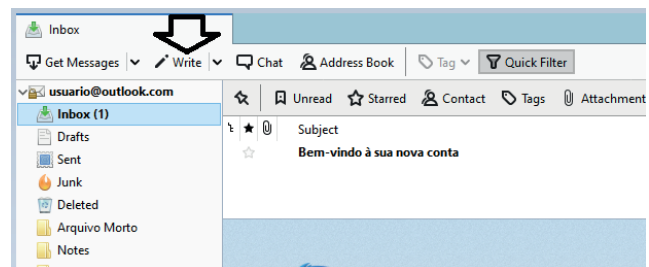 Inbox
Get Messages Write Chat Address Book Tag Quick Filter
usuario@outlook.com
Unread Starred Contact Tags Attachment
Inbox (1)
Subject
Drafts
Bem-vindo à sua nova conta
Sent
Junk
Deleted
Arquivo Morto
Notes